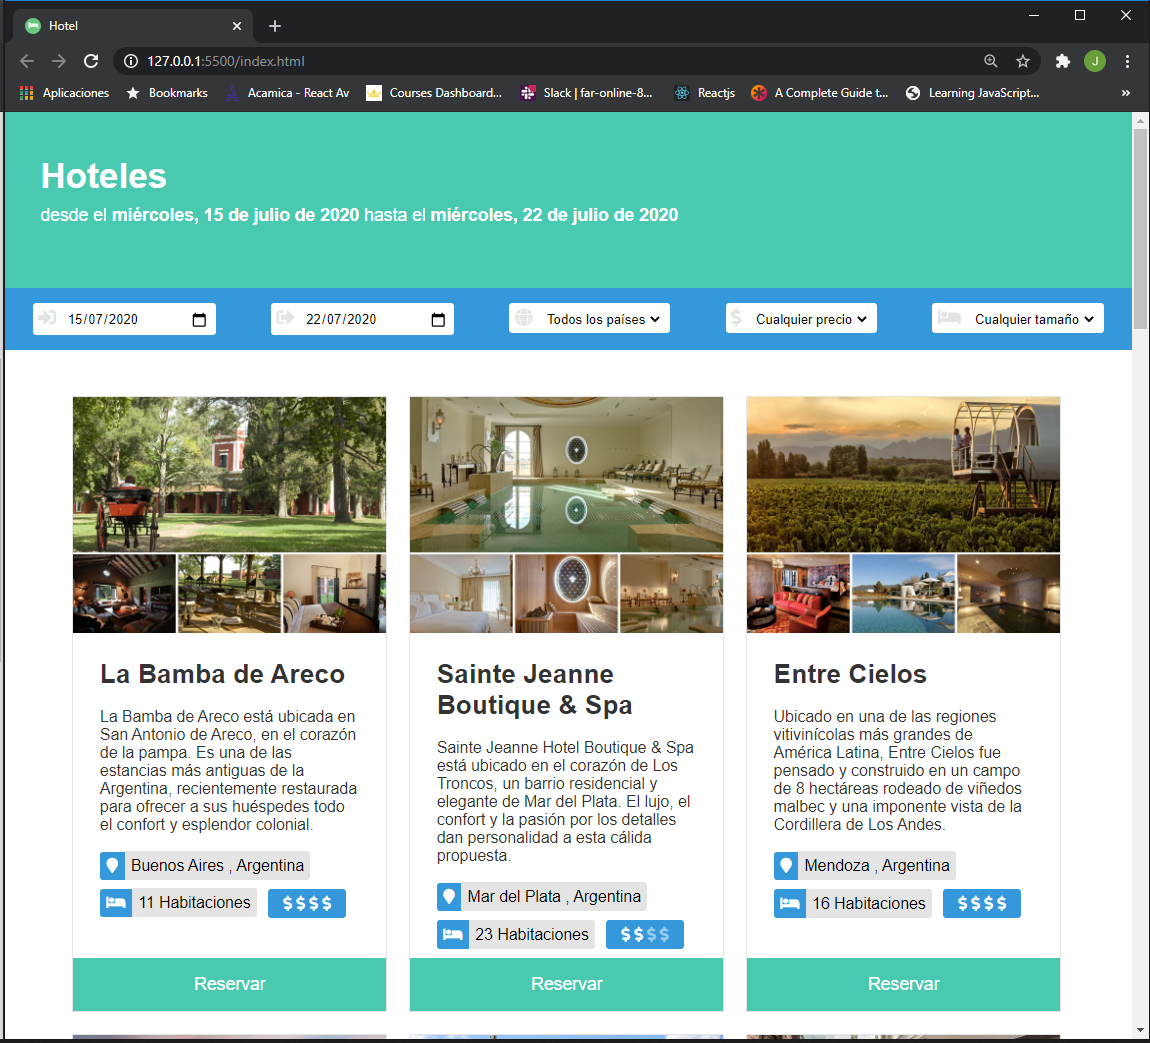 Hotel
127.0.0.1:5500/index.html
J
Aplicaciones
Bookmarks
Acamica - React Av
Courses Dashboard...
Slack | far-online-8...
Reactjs
A Complete Guide t...
Learning JavaScript...
»
Hoteles
desde el miércoles, 15 de julio de 2020 hasta el miércoles, 22 de julio de 2020
15/07/2020
22/07/2020
Todos los países
$ Cualquier precio
Cualquier tamaño
La Bamba de Areco
La Bamba de Areco está ubicada en
San Antonio de Areco, en el corazón
de la pampa. Es una de las
estancias más antiguas de la
Argentina, recientemente restaurada
para ofrecer a sus huéspedes todo
el confort y esplendor colonial.
Buenos Aires , Argentina
11 Habitaciones
$$$$
Reservar
Sainte Jeanne
Boutique & Spa
Sainte Jeanne Hotel Boutique & Spa
está ubicado en el corazón de Los
Troncos, un barrio residencial y
elegante de Mar del Plata. El lujo, el
confort y la pasión por los detalles
dan personalidad a esta cálida
propuesta.
Mar del Plata , Argentina
23 Habitaciones
$$$$
Reservar
Entre Cielos
Ubicado en una de las regiones
vitivinícolas más grandes de
América Latina, Entre Cielos fue
pensado y construido en un campo
de 8 hectáreas rodeado de viñedos
malbec y una imponente vista de la
Cordillera de Los Andes.
Mendoza , Argentina
16 Habitaciones
$$$$
Reservar